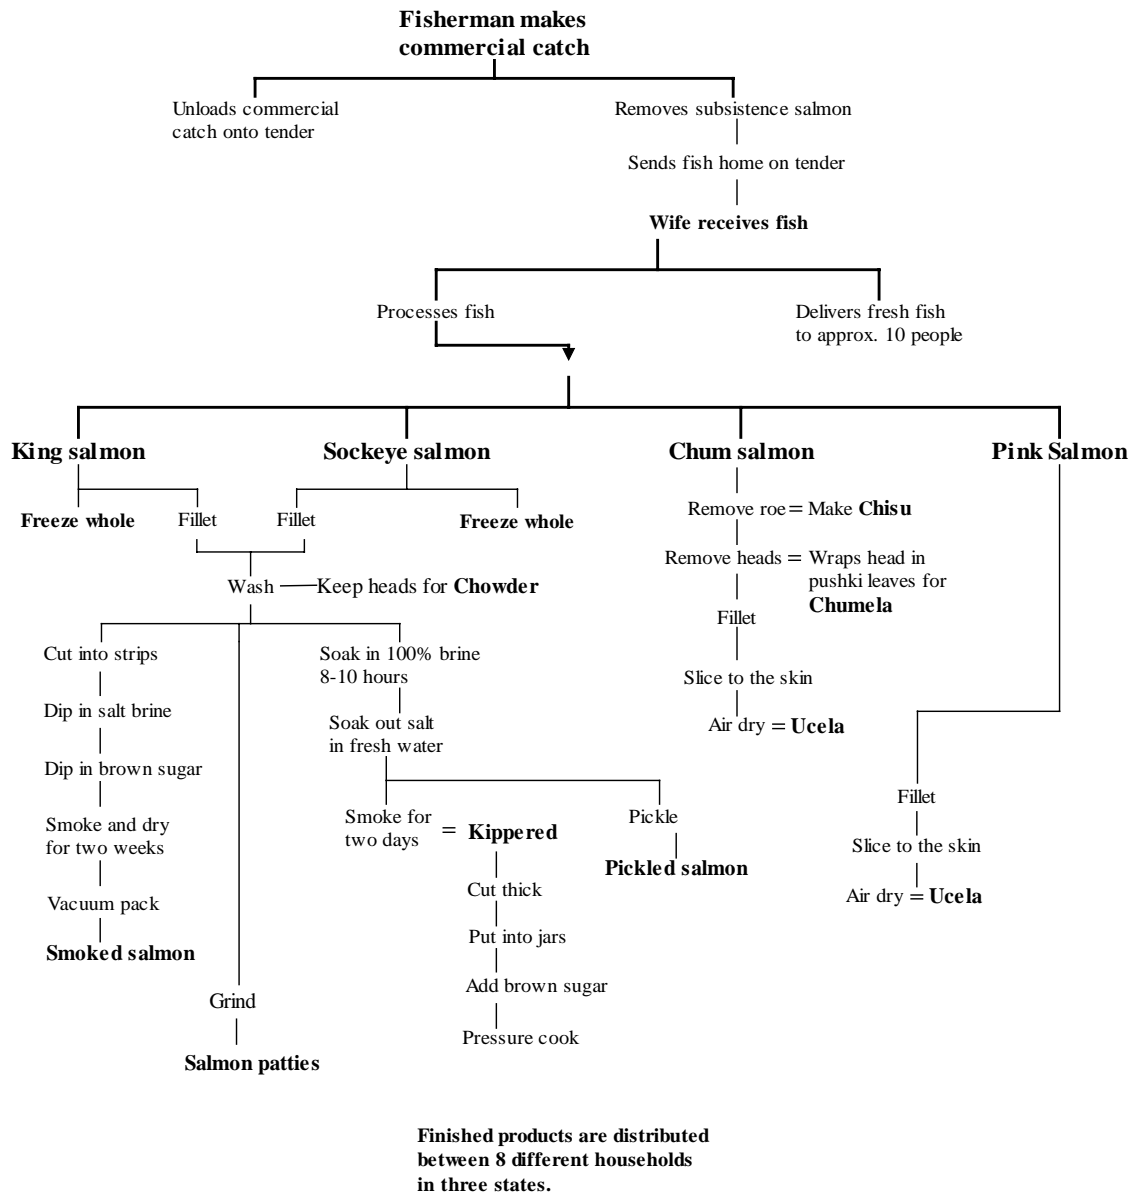 Fisherman makes
commercial catch
Unloads commercial
catch onto tender
Removes subsistence salmon
Sends fish home on tender
Wife receives fish
Processes fish
Delivers fresh fish
to approx. 10 people
King salmon
Sockeye salmon
Chum salmon
Pink Salmon
Freeze whole
Fillet
Fillet
Freeze whole
Wash
Keep heads for Chowder
Cut into strips
Dip in salt brine
Dip in brown sugar
Smoke and dry
for two weeks
Vacuum pack
Smoked salmon
Grind
Salmon patties
Soak in 100% brine
8-10 hours
Soak out salt
in fresh water
Smoke for
two days
= Kippered
Cut thick
Put into jars
Add brown sugar
Pressure cook
Pickle
Pickled salmon
Remove roe = Make Chisu
Remove heads = Wraps head in
pushki leaves for
Chumela
Fillet
Slice to the skin
Air dry = Ucela
Fillet
Slice to the skin
Air dry = Ucela
Finished products are distributed
between 8 different households
in three states.